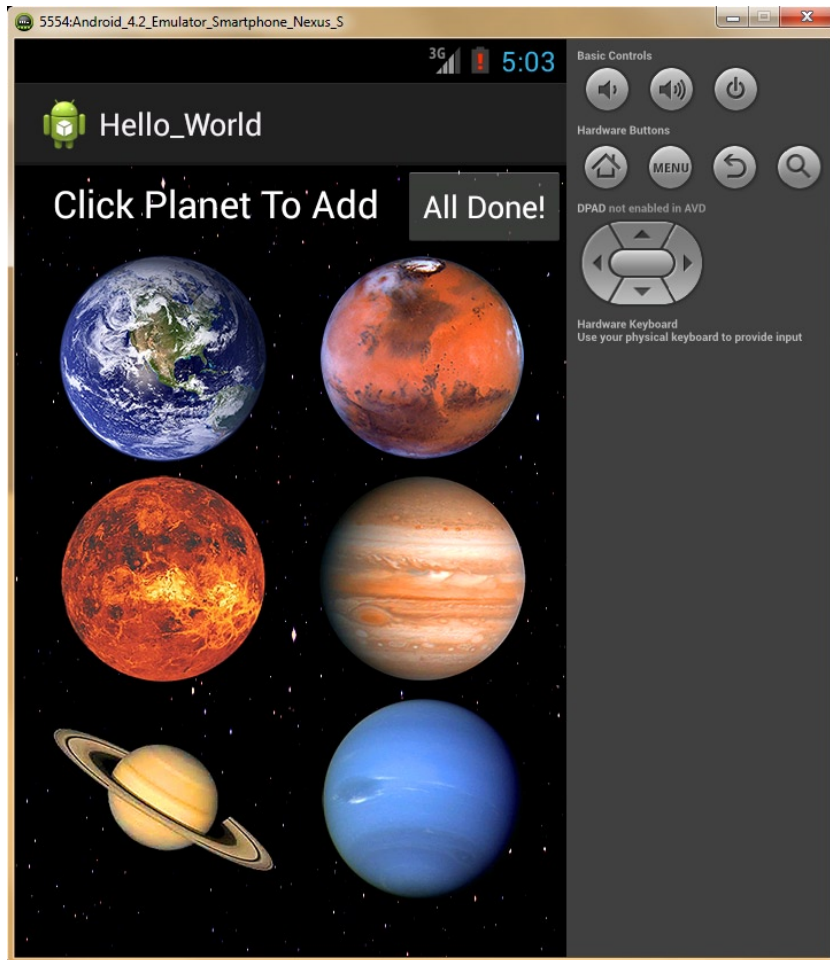 5554:Android_4.2_Emulator_Smartphone_Nexus_S
3G 5:03
Hello_World
Click Planet To Add
All Done!
Basic Controls
Hardware Buttons
MENU
DPAD not enabled in AVD
Hardware Keyboard
Use your physical keyboard to provide input